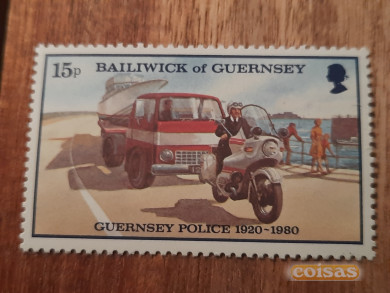 15p BAILIWICK of GUERNSEY
GUERNSEY POLICE 1920~1980
coisas